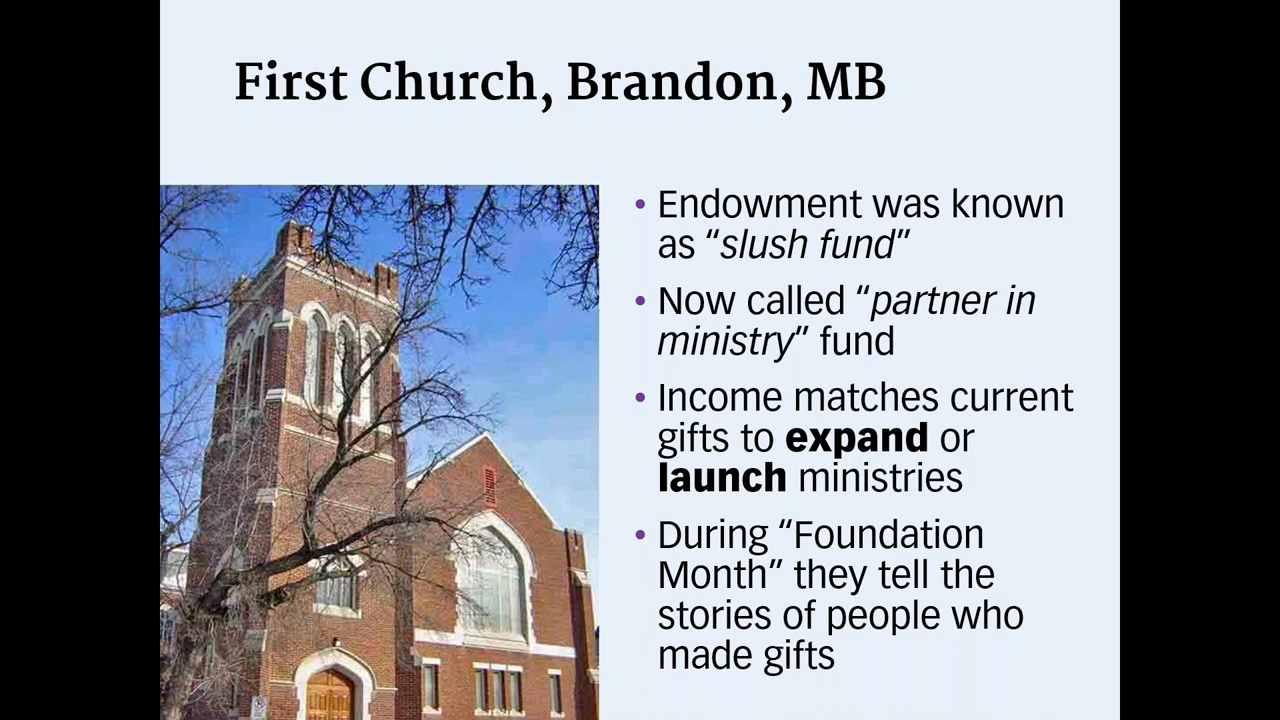 First Church, Brandon, MB
• Endowment was known
as “slush fund”
• Now called “partner in
ministry” fund
• Income matches current
gifts to expand or
launch ministries
• During “Foundation
Month” they tell the
stories of people who
made gifts